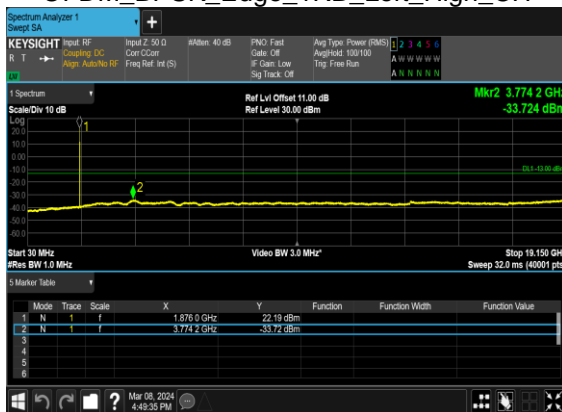 Spectrum Analyzer 1
Swept SA
KEYSIGHT
R T
LU
Input: RF
Coupling: DC
Align: Auto/No RF
Input Z: 50 Ω
Corr CCorr
Freq Ref: Int (S)
#Atten: 40 dB
PNO: Fast
Gate: Off
IF Gain: Low
Sig Track: Off
Avg Type: Power (RMS)
Avg|Hold: 100/100
Trig: Free Run
1 2 3 4 5 6
A W W W W W
A N N N N N
1 Spectrum
Scale/Div 10 dB
Ref Lvl Offset 11.00 dB
Ref Level 30.00 dBm
Mkr2 3.774 2 GHz
-33.724 dBm
Log
20.0
10.0
0.00
-10.0
-20.0
-30.0
-40.0
-50.0
-60.0
1
2
DL1 -13.00 dB
Start 30 MHz
#Res BW 1.0 MHz
Video BW 3.0 MHz*
Stop 19.150 GH
Sweep 32.0 ms (40001 pts
5 Marker Table
Mode Trace Scale X Y Function Function Width Function Value
1 N 1 f 1.876 0 GHz 22.19 dBm
2 N 1 f 3.774 2 GHz -33.72 dBm
3
4
5
6
?
Mar 08, 2024
4:49:35 PM